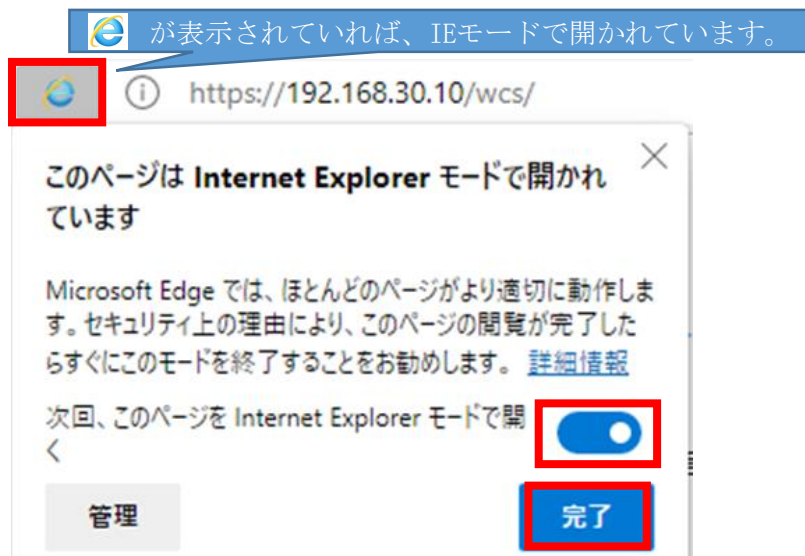 が表示されていれば、IEモードで開かれています。
https://192.168.30.10/wcs/
このページは Internet Explorer モードで開かれ
ています
Microsoft Edge では、ほとんどのページがより適切に動作しま
す。セキュリティ上の理由により、このページの閲覧が完了した
らすぐにこのモードを終了することをお勧めします。 詳細情報
次回、このページを Internet Explorer モードで開
く
管理
完了